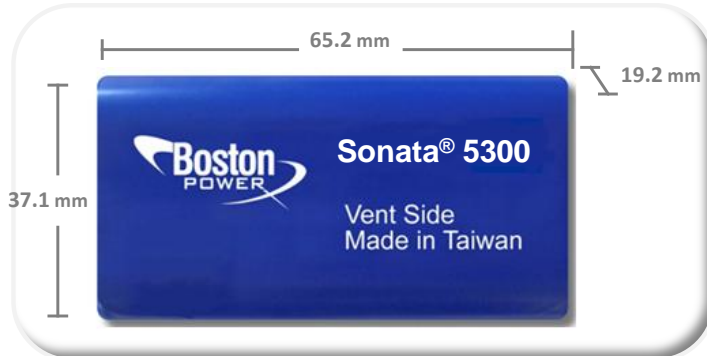 65.2 mm
19.2 mm
37.1 mm
Boston
POWER
Sonata® 5300
Vent Side
Made in Taiwan